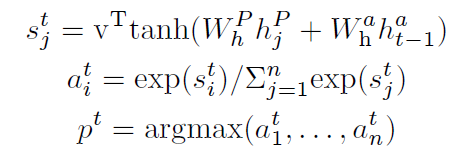 s_j^t = v^T tanh(W_h^P h_j^P + W_h^a h_{t-1}^a)
a_i^t = exp(s_i^t)/Σ_{j=1}^n exp(s_j^t)
p^t = argmax(a_1^t, . . . , a_n^t)